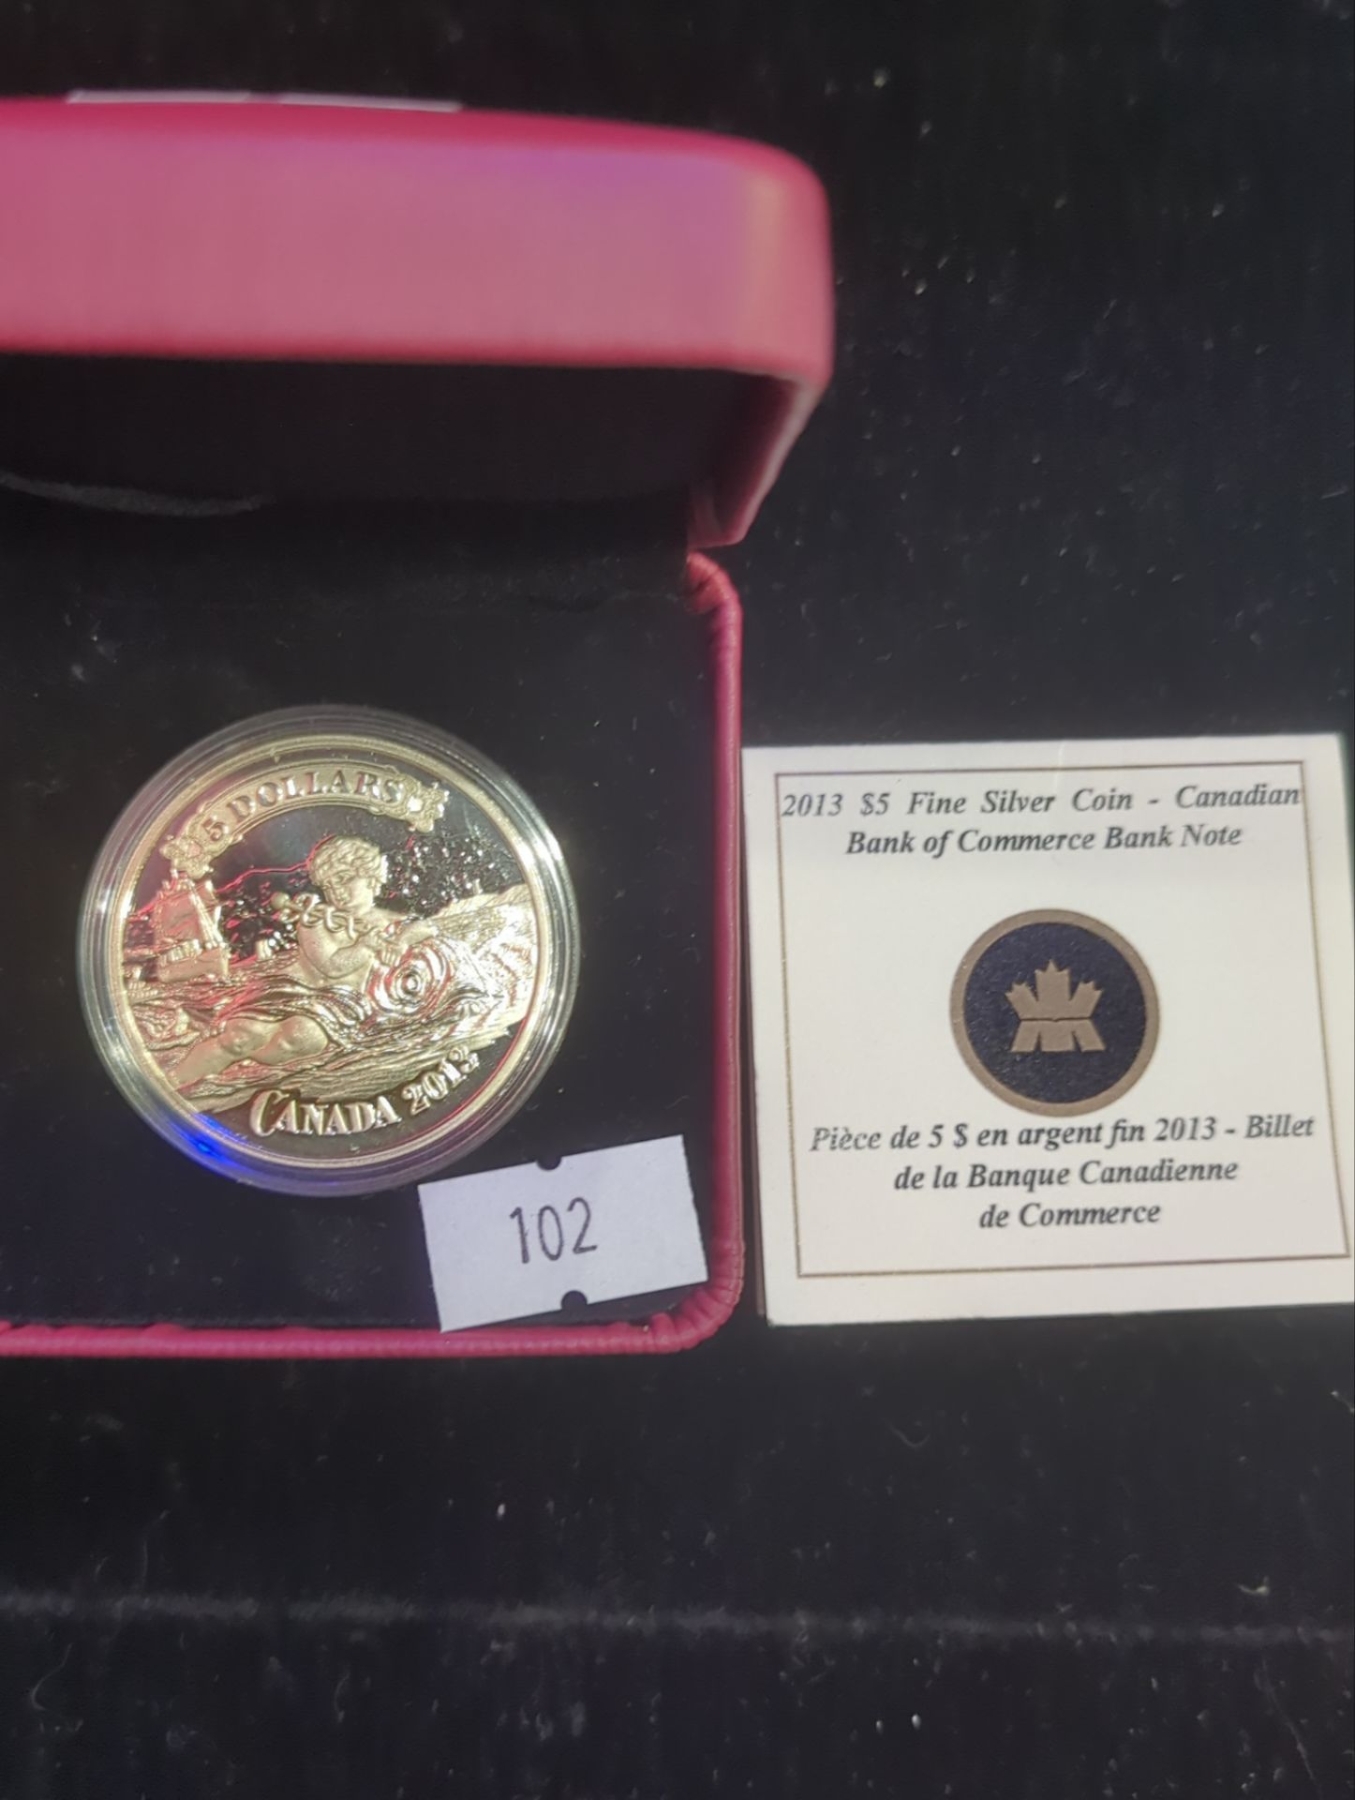 5 DOLLARS
CANADA 2013
102
2013 $5 Fine Silver Coin - Canadian
Bank of Commerce Bank Note
Pièce de 5 $ en argent fin 2013 - Billet
de la Banque Canadienne
de Commerce